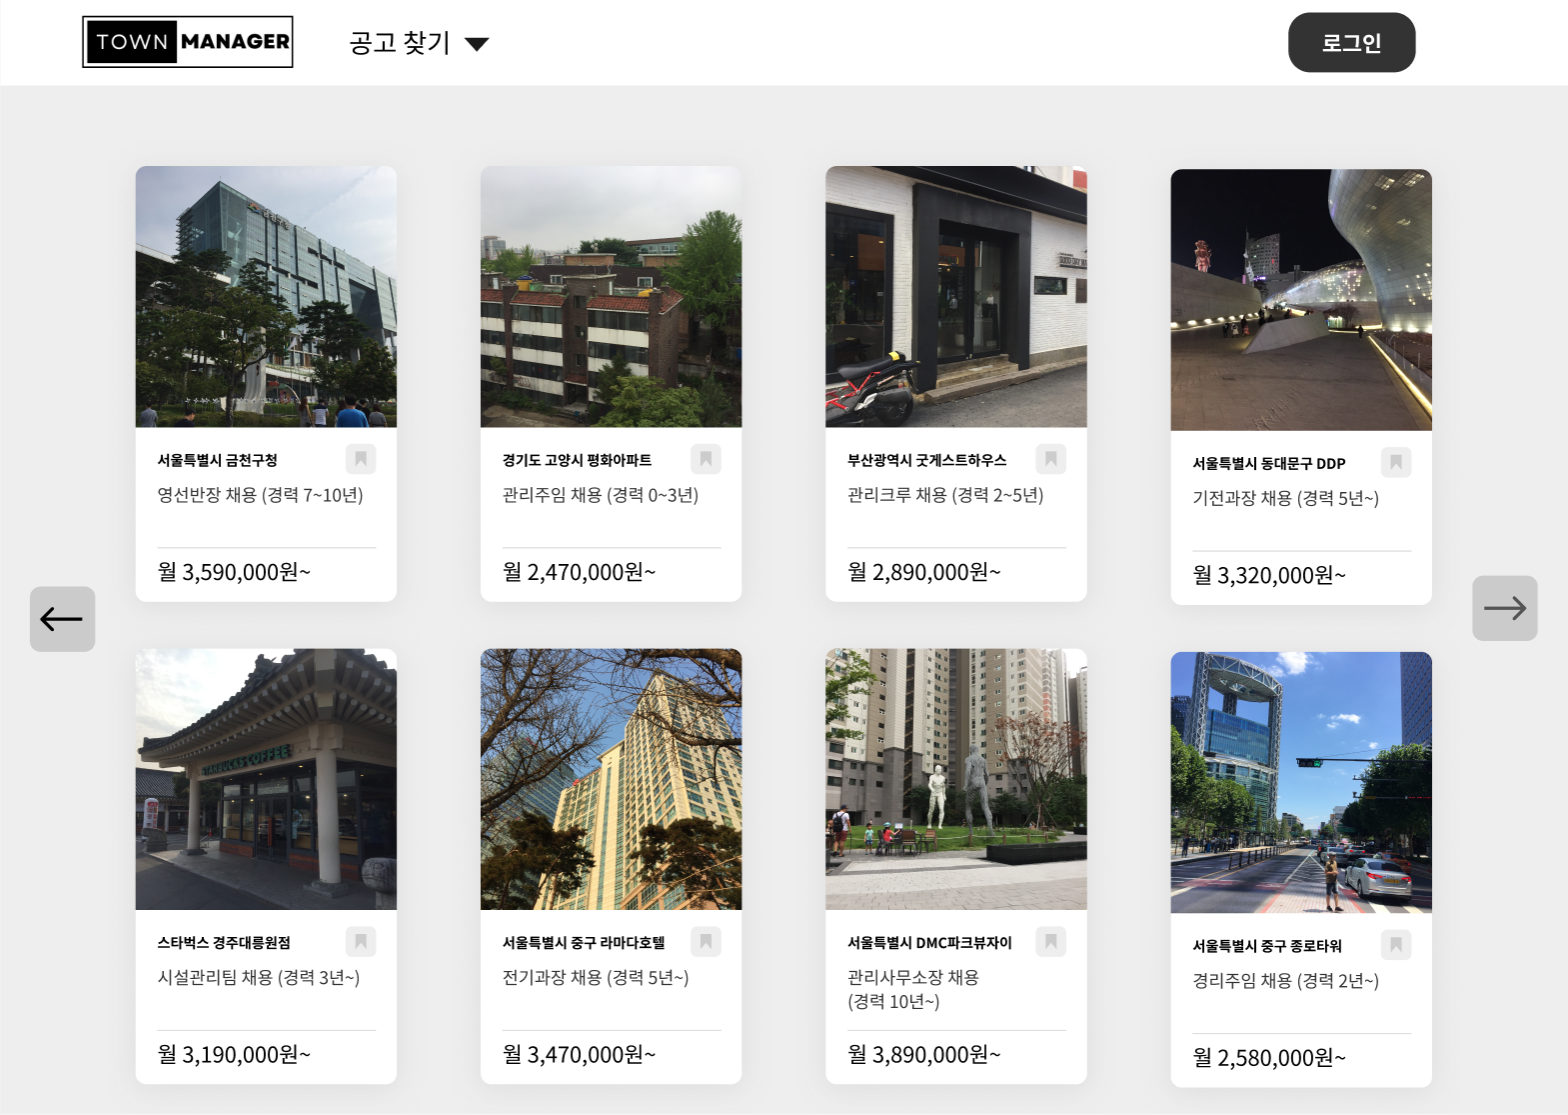 TOWN MANAGER
공고 찾기
로그인
서울특별시 금천구청
영선반장 채용 (경력 7~10년)
월 3,590,000원~
경기도 고양시 평화아파트
관리주임 채용 (경력 0~3년)
월 2,470,000원~
부산광역시 굿게스트하우스
관리크루 채용 (경력 2~5년)
월 2,890,000원~
서울특별시 동대문구 DDP
기전과장 채용 (경력 5년~)
월 3,320,000원~
STARBUCKS COFFEE
스타벅스 경주대릉원점
시설관리팀 채용 (경력 3년~)
월 3,190,000원~
서울특별시 중구 라마다호텔
전기과장 채용 (경력 5년~)
월 3,470,000원~
서울특별시 DMC파크뷰자이
관리사무소장 채용
(경력 10년~)
월 3,890,000원~
서울특별시 중구 종로타워
경리주임 채용 (경력 2년~)
월 2,580,000원~